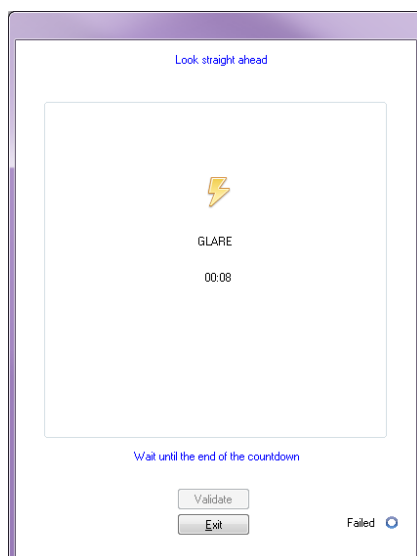 Look straight ahead
GLARE
00:08
Wait until the end of the countdown
Validate
Exit
Failed